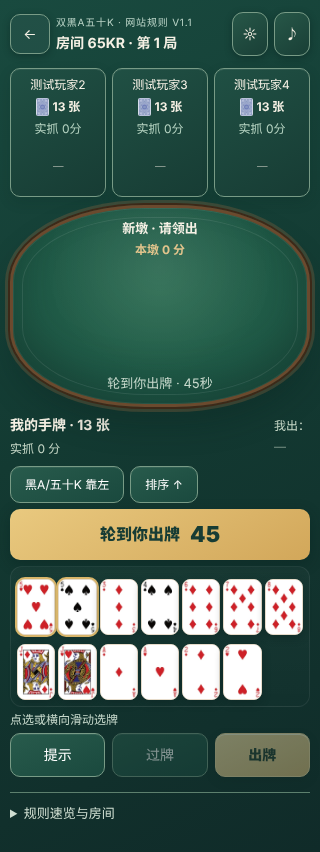 ←
双黑A五十K · 网站规则 V1.1
房间 65KR · 第 1 局
♪
测试玩家2
13 张
实抓 0分
—
测试玩家3
13 张
实抓 0分
—
测试玩家4
13 张
实抓 0分
—
新墩 · 请领出
本墩 0 分
轮到你出牌 · 45秒
我的手牌 · 13 张
我出:
实抓 0 分
—
黑A/五十K 靠左
排序 ↑
轮到你出牌 45
点选或横向滑动选牌
提示
过牌
出牌
▶ 规则速览与房间